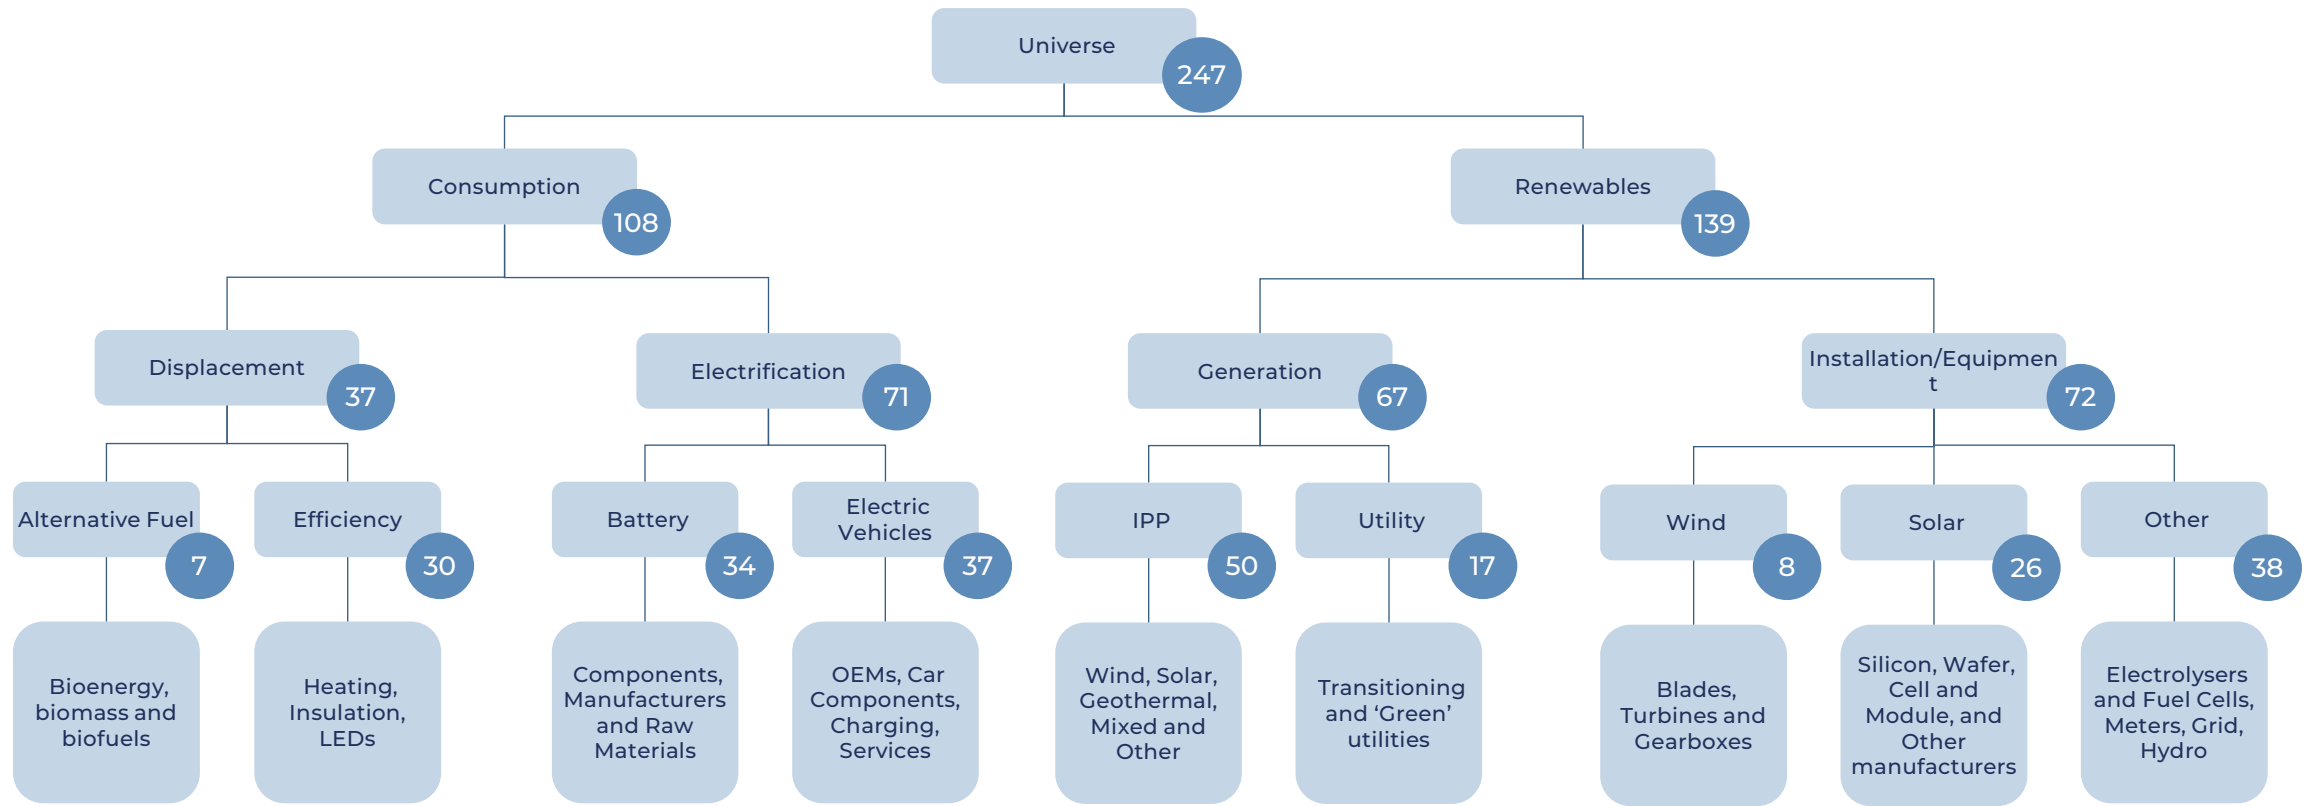 Universe
247
Consumption
108
Renewables
139
Displacement
37
Electrification
71
Generation
67
Installation/Equipmen
t
72
Alternative Fuel
7
Efficiency
30
Battery
34
Electric
Vehicles
37
IPP
50
Utility
17
Wind
8
Solar
26
Other
38
Bioenergy,
biomass and
biofuels
Heating,
Insulation,
LEDs
Components,
Manufacturers
and Raw
Materials
OEMs, Car
Components,
Charging,
Services
Wind, Solar,
Geothermal,
Mixed and
Other
Transitioning
and ‘Green’
utilities
Blades,
Turbines and
Gearboxes
Silicon, Wafer,
Cell and
Module, and
Other
manufacturers
Electrolysers
and Fuel Cells,
Meters, Grid,
Hydro